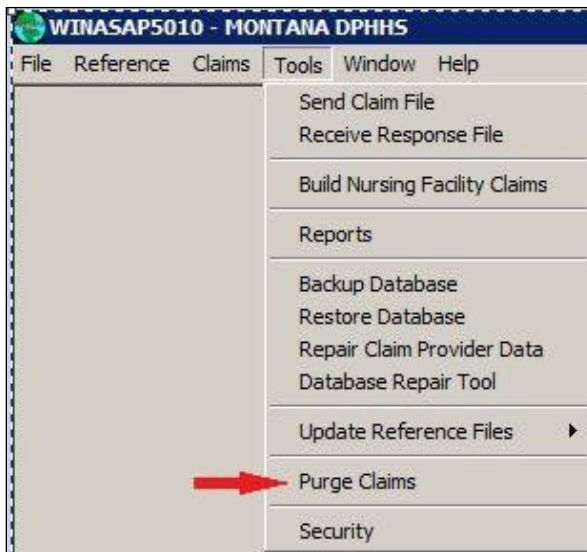 WINASAP5010 - MONTANA DPHHS
File Reference Claims Tools Window Help
Send Claim File
Receive Response File
Build Nursing Facility Claims
Reports
Backup Database
Restore Database
Repair Claim Provider Data
Database Repair Tool
Update Reference Files
Purge Claims
Security